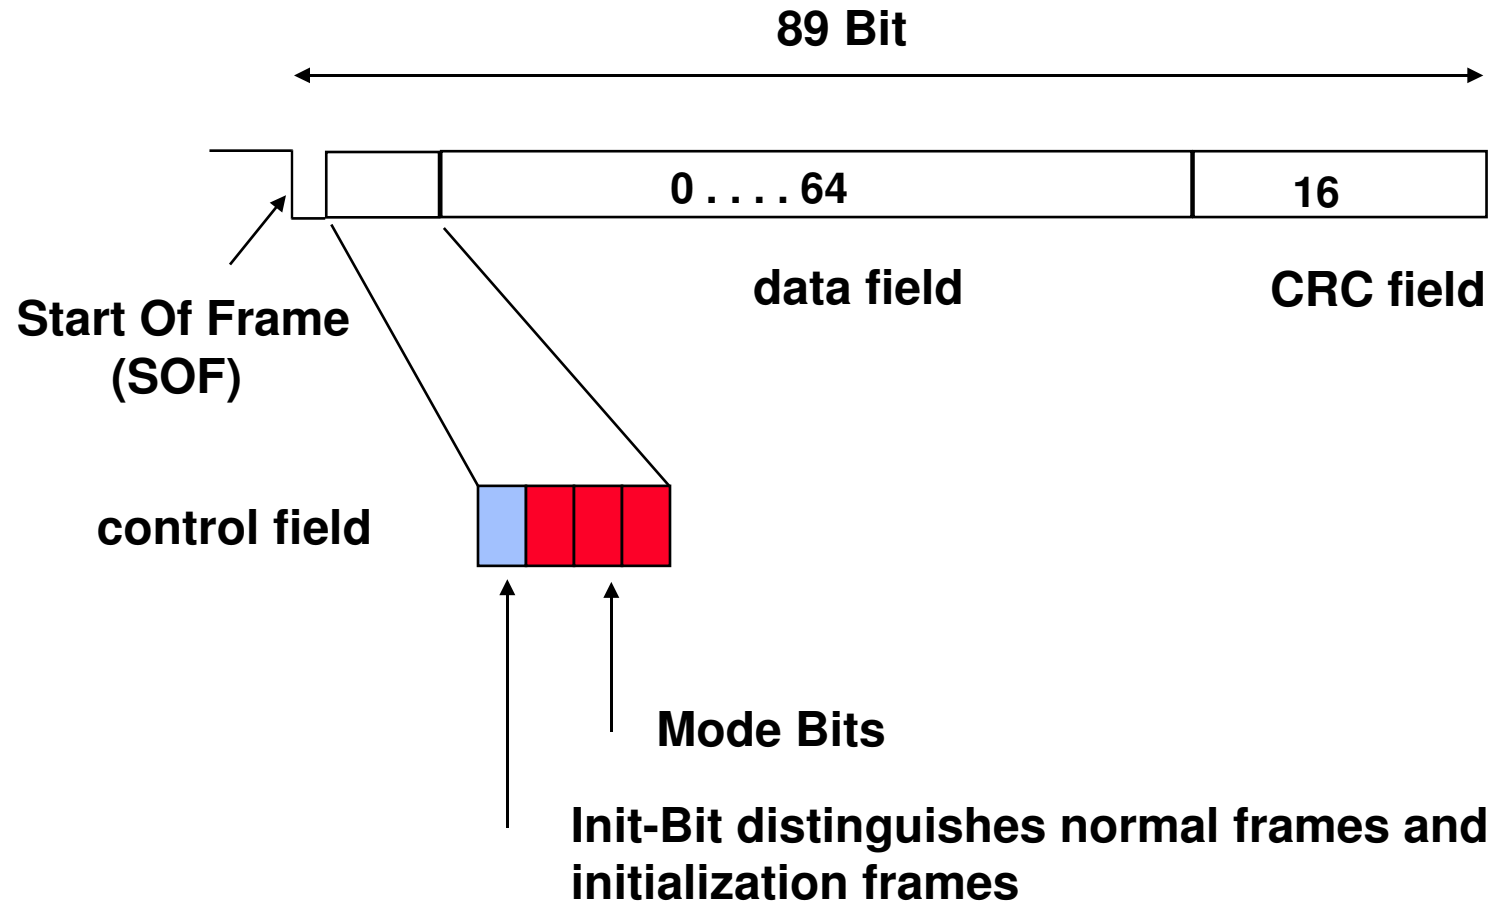 89 Bit
0 . . . . 64
16
data field
CRC field
Start Of Frame
(SOF)
control field
Mode Bits
Init-Bit distinguishes normal frames and
initialization frames